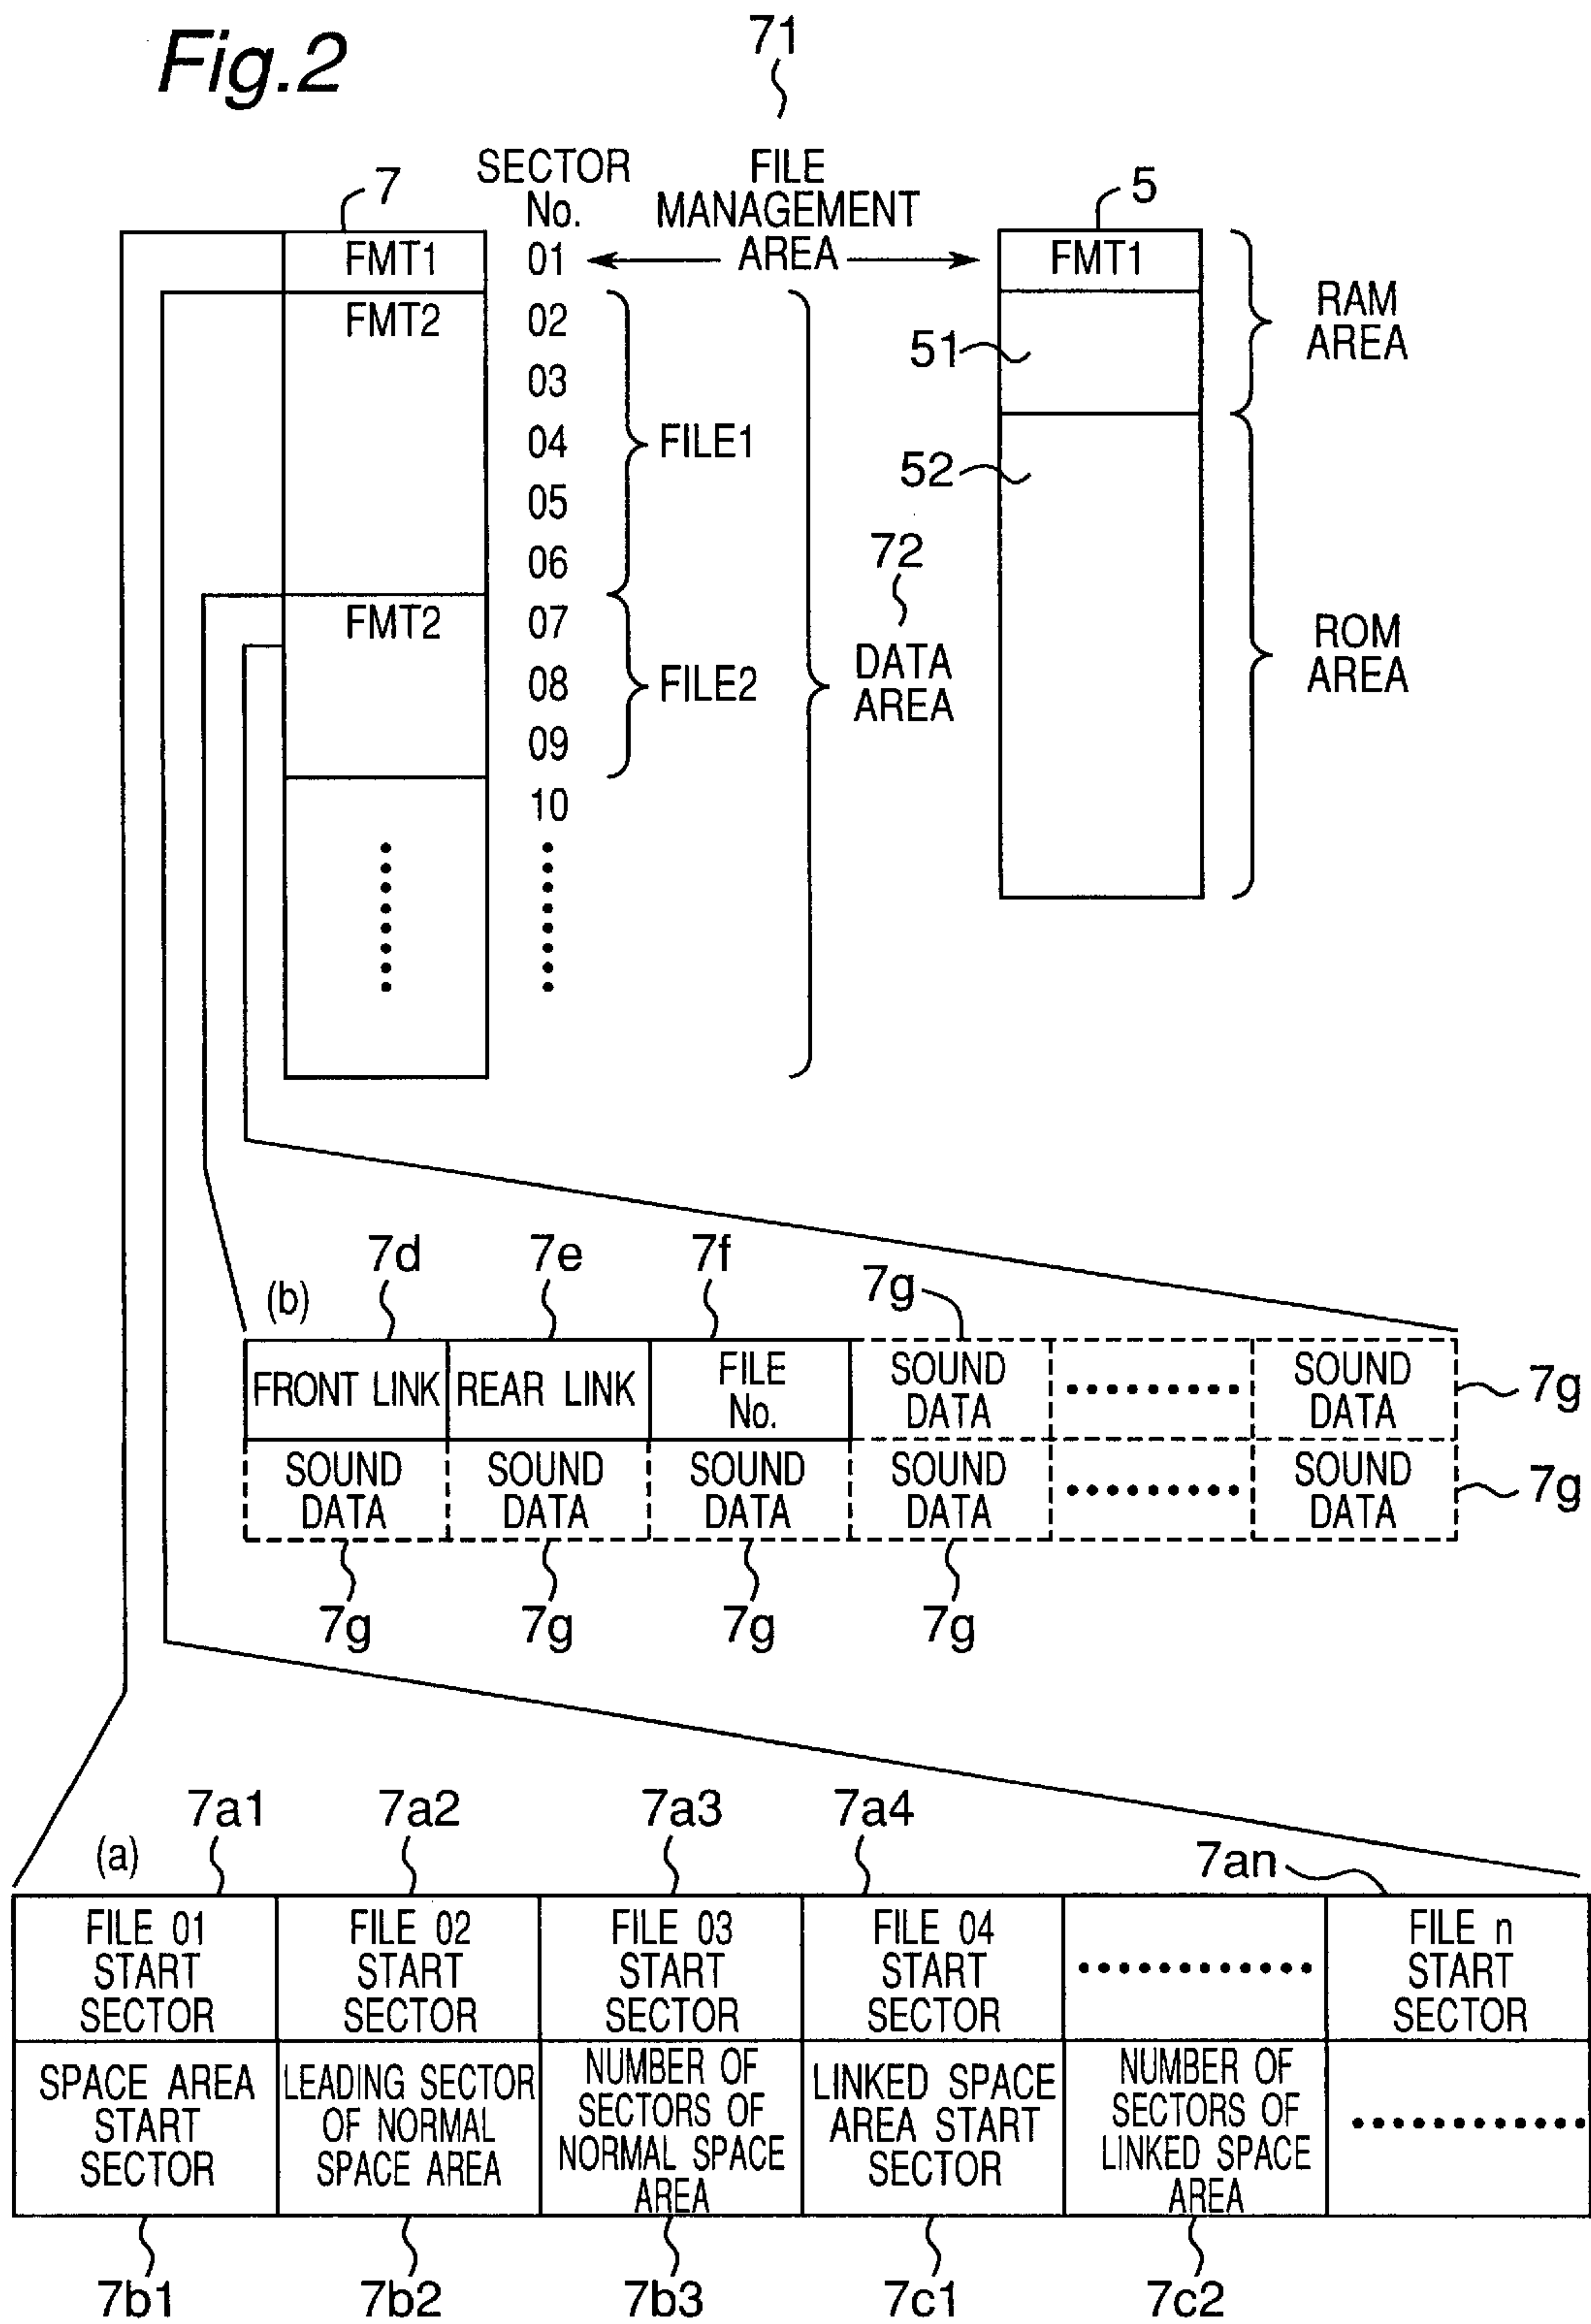 Fig.2
71
7
SECTOR
No.
FILE
MANAGEMENT
AREA
5
FMT1
01
FMT1
FMT2
02
03
04
05
06
FILE1
51
52
RAM
AREA
FMT2
07
08
09
FILE2
72
DATA
AREA
ROM
AREA
10
(b)
7d
7e
7f
7g
FRONT LINK
REAR LINK
FILE
No.
SOUND
DATA
SOUND
DATA
7g
SOUND
DATA
SOUND
DATA
SOUND
DATA
SOUND
DATA
SOUND
DATA
7g
7g
7g
7g
7g
(a)
7a1
7a2
7a3
7a4
7an
FILE 01
START
SECTOR
FILE 02
START
SECTOR
FILE 03
START
SECTOR
FILE 04
START
SECTOR
FILE n
START
SECTOR
SPACE AREA
START
SECTOR
LEADING SECTOR
OF NORMAL
SPACE AREA
NUMBER OF
SECTORS OF
NORMAL SPACE
AREA
LINKED SPACE
AREA START
SECTOR
NUMBER OF
SECTORS OF
LINKED SPACE
AREA
7b1
7b2
7b3
7c1
7c2